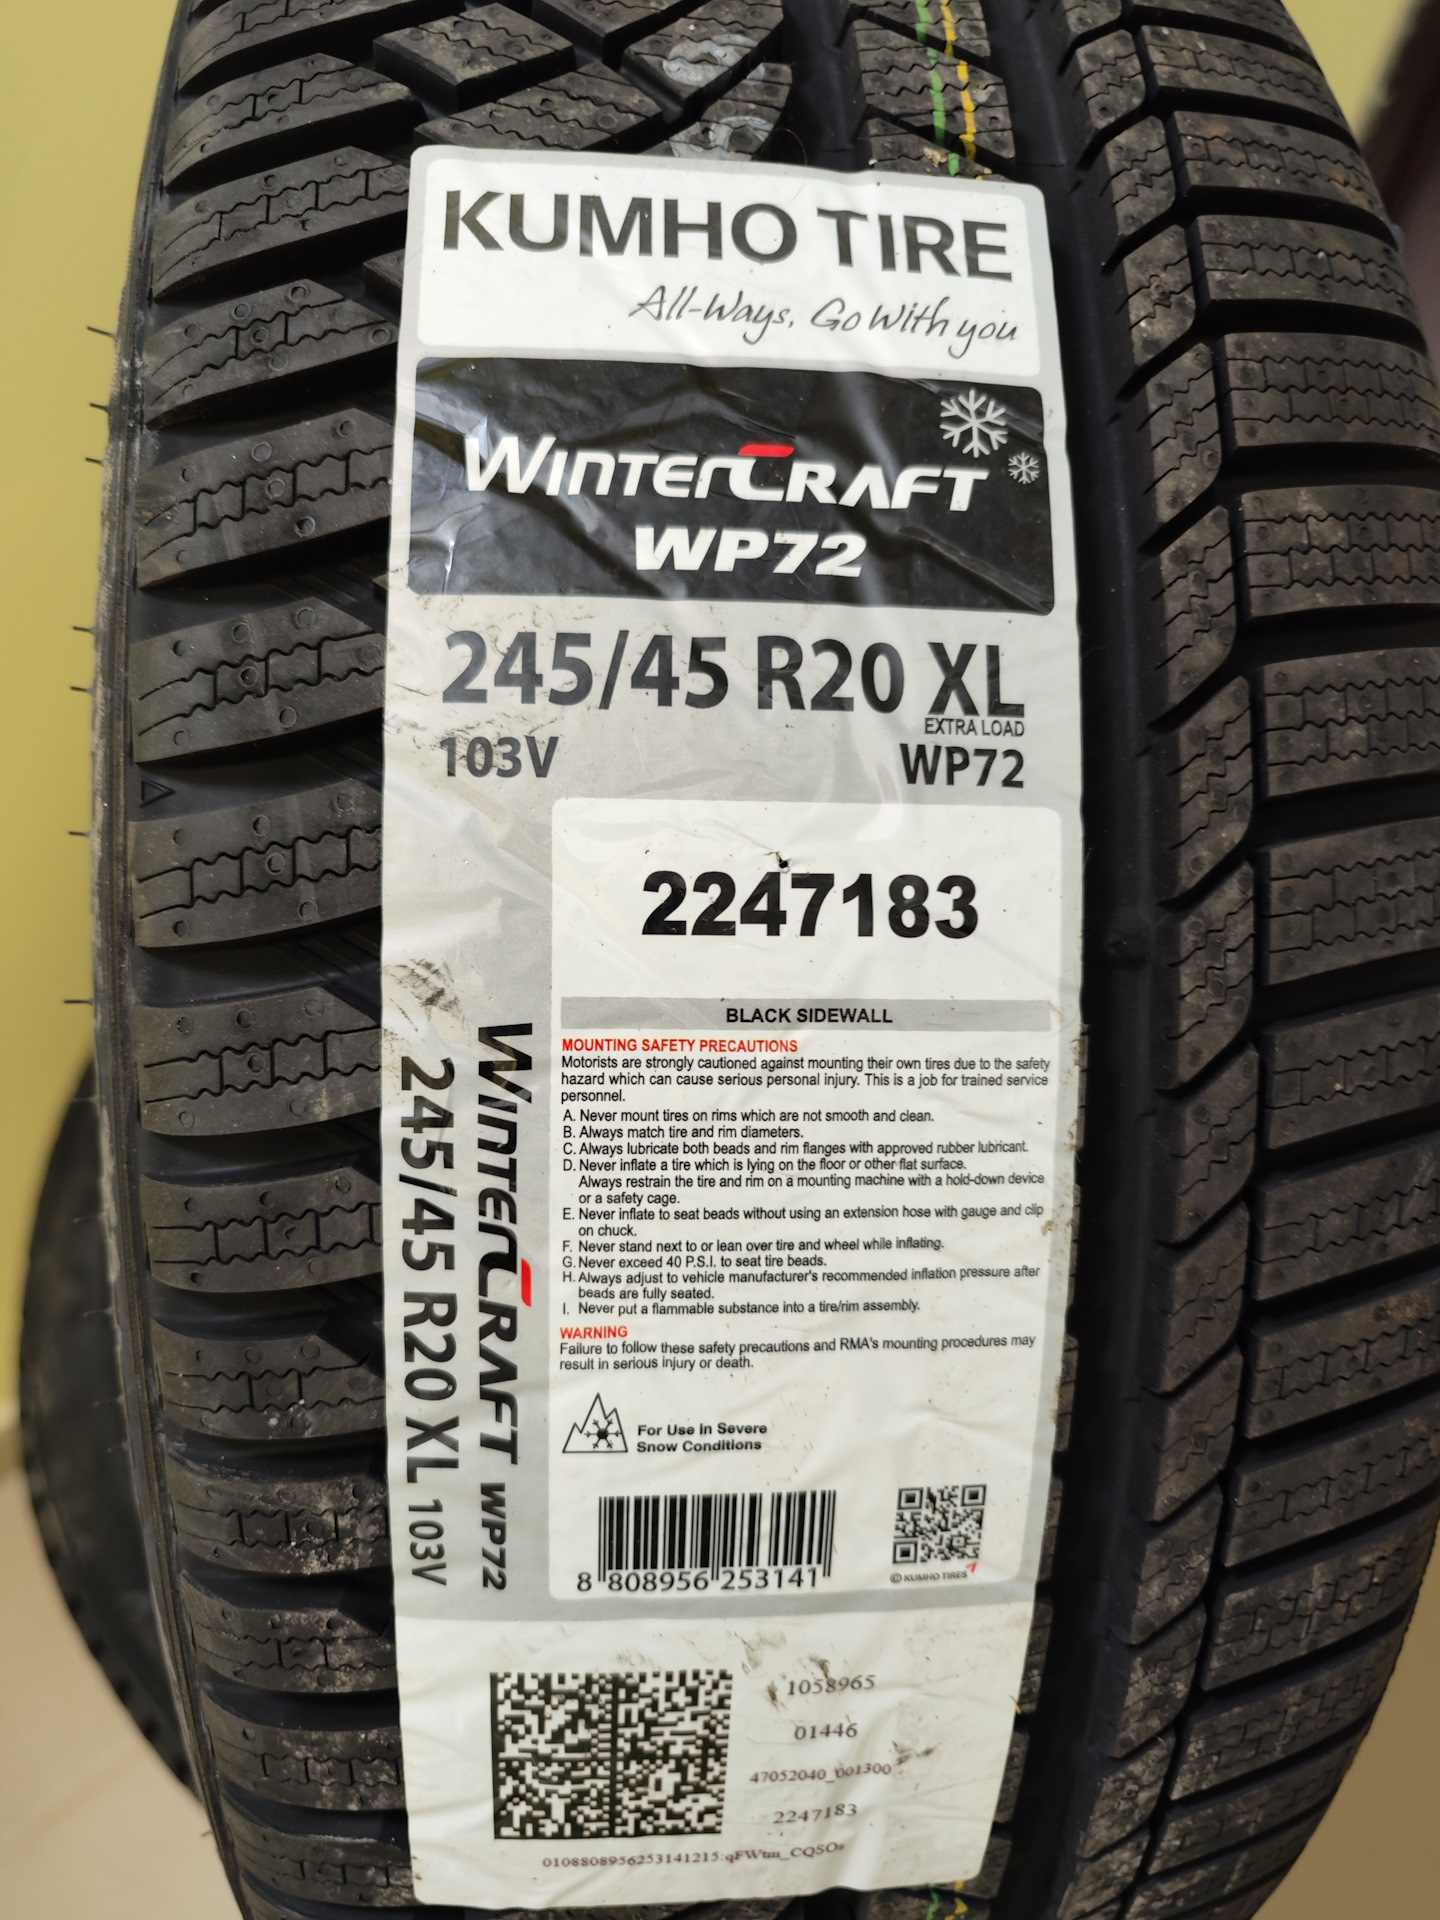 KUMHO TIRE
All-Ways, Go With you
WINTERCRAFT
WP72
245/45 R20 XL
EXTRA LOAD
103V WP72
2247183
BLACK SIDEWALL
MOUNTING SAFETY PRECAUTIONS
Motorists are strongly cautioned against mounting their own tires due to the safety
hazard which can cause serious personal injury. This is a job for trained service
personnel.
A. Never mount tires on rims which are not smooth and clean.
B. Always match tire and rim diameters.
C. Always lubricate both beads and rim flanges with approved rubber lubricant.
D. Never inflate a tire which is lying on the floor or other flat surface.
Always restrain the tire and rim on a mounting machine with a hold-down device
or a safety cage.
E. Never inflate to seat beads without using an extension hose with gauge and clip
on chuck.
F. Never stand next to or lean over tire and wheel while inflating.
G. Never exceed 40 P.S.I. to seat tire beads.
H. Always adjust to vehicle manufacturer's recommended inflation pressure after
beads are fully seated.
I. Never put a flammable substance into a tire/rim assembly.
WARNING
Failure to follow these safety precautions and RMA's mounting procedures may
result in serious injury or death.
For Use In Severe
Snow Conditions
8 808956 253141
© KUMHO TIRES
WINTERCRAFT WP72
245/45 R20 XL 103V
1058965
01446
47052040_001300
2247183